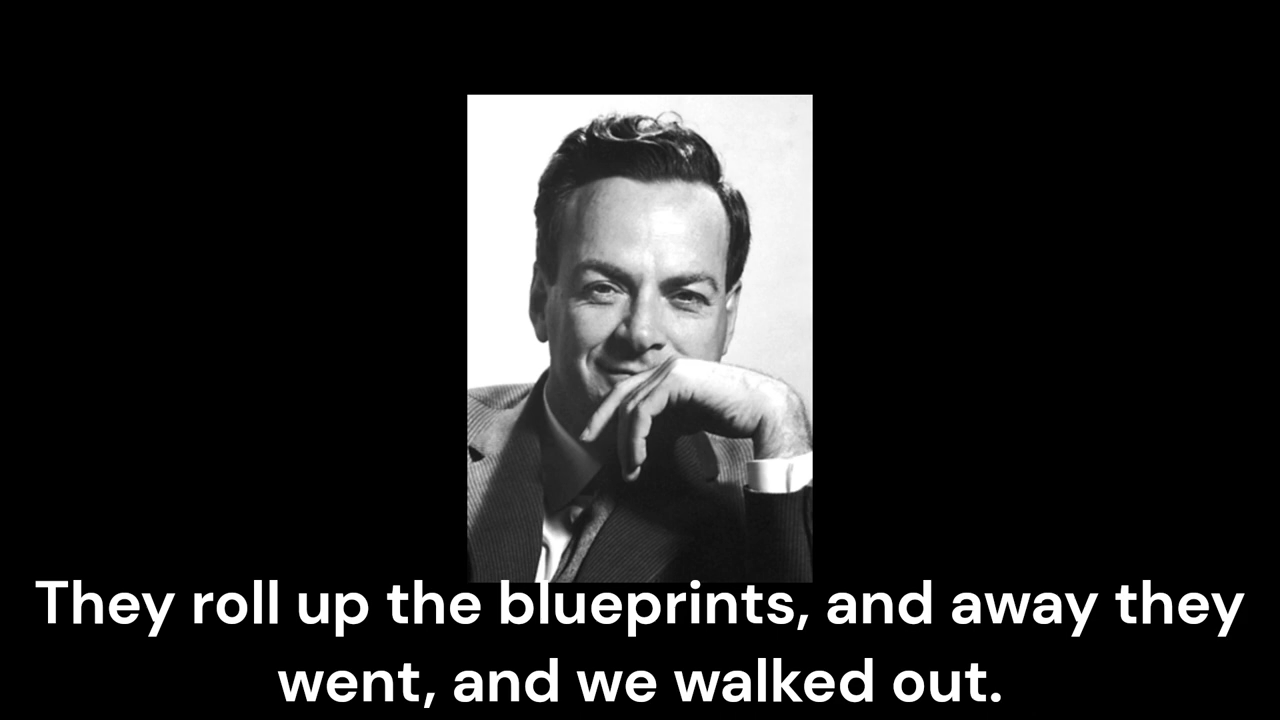 They roll up the blueprints, and away they
went, and we walked out.